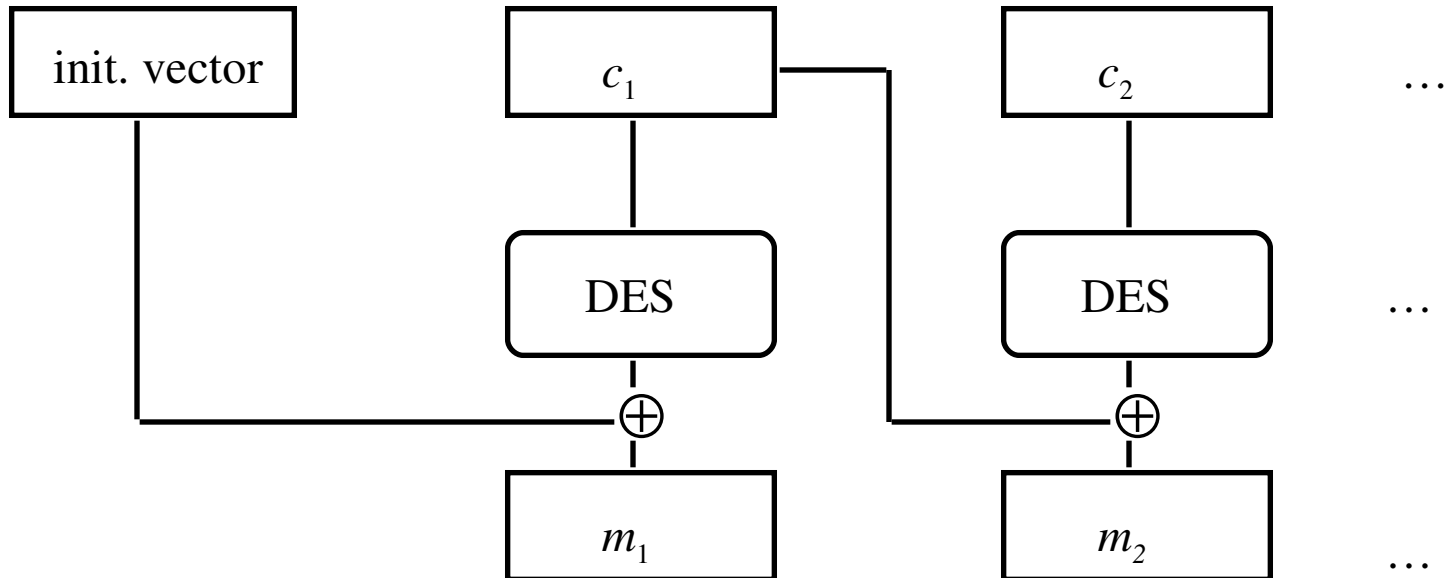 init. vector c₁ c₂ …
DES DES …
⊕ ⊕
m₁ m₂ …